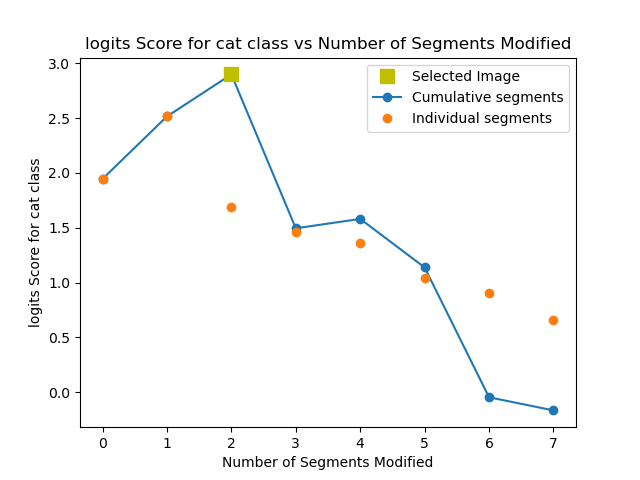 logits Score for cat class vs Number of Segments Modified
3.0
2.5
2.0
1.5
1.0
0.5
0.0
logits Score for cat class
Selected Image
Cumulative segments
Individual segments
0 1 2 3 4 5 6 7
Number of Segments Modified